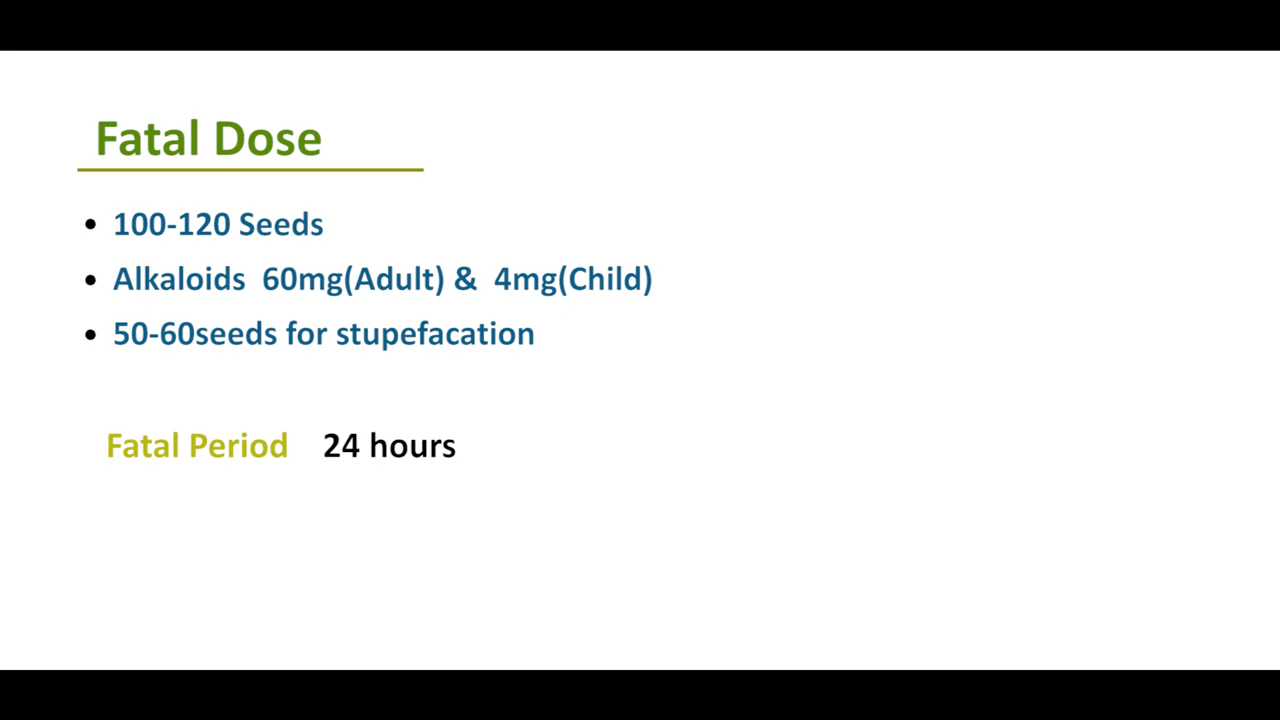 Fatal Dose
• 100-120 Seeds
• Alkaloids 60mg(Adult) & 4mg(Child)
• 50-60seeds for stupefacation
Fatal Period 24 hours